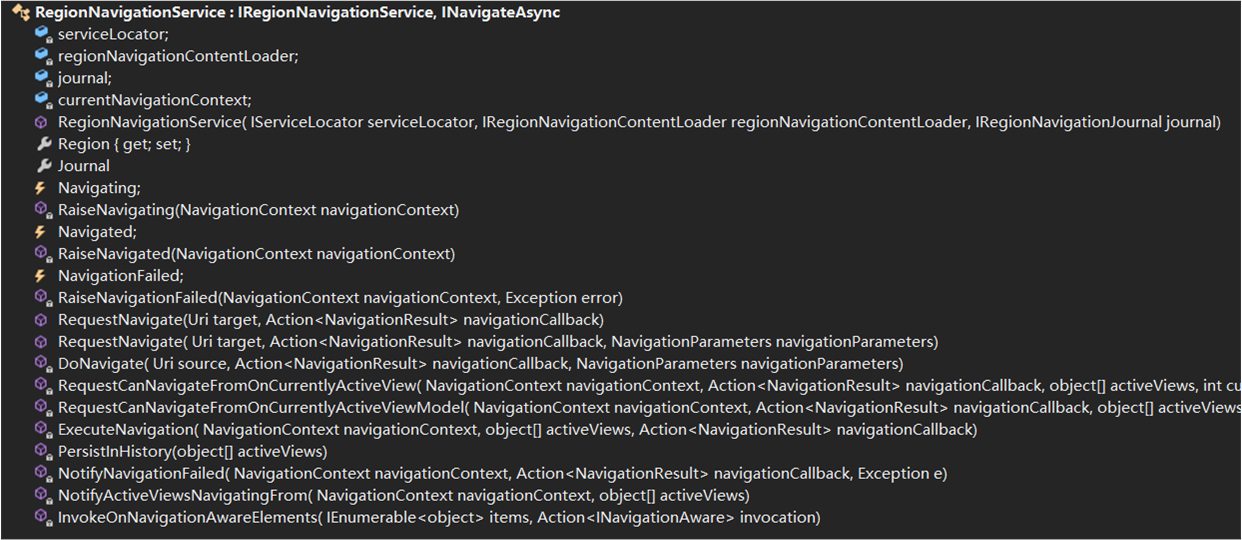 RegionNavigationService : IRegionNavigationService, INavigateAsync
serviceLocator;
regionNavigationContentLoader;
journal;
currentNavigationContext;
RegionNavigationService( IServiceLocator serviceLocator, IRegionNavigationContentLoader regionNavigationContentLoader, IRegionNavigationJournal journal)
Region { get; set; }
Journal
Navigating;
RaiseNavigating(NavigationContext navigationContext)
Navigated;
RaiseNavigated(NavigationContext navigationContext)
NavigationFailed;
RaiseNavigationFailed(NavigationContext navigationContext, Exception error)
RequestNavigate(Uri target, Action<NavigationResult> navigationCallback)
RequestNavigate( Uri target, Action<NavigationResult> navigationCallback, NavigationParameters navigationParameters)
DoNavigate( Uri source, Action<NavigationResult> navigationCallback, NavigationParameters navigationParameters)
RequestCanNavigateFromOnCurrentlyActiveView( NavigationContext navigationContext, Action<NavigationResult> navigationCallback, object[] activeViews, int cu
RequestCanNavigateFromOnCurrentlyActiveViewModel( NavigationContext navigationContext, Action<NavigationResult> navigationCallback, object[] activeViews
ExecuteNavigation( NavigationContext navigationContext, object[] activeViews, Action<NavigationResult> navigationCallback)
PersistInHistory(object[] activeViews)
NotifyNavigationFailed( NavigationContext navigationContext, Action<NavigationResult> navigationCallback, Exception e)
NotifyActiveViewsNavigatingFrom( NavigationContext navigationContext, object[] activeViews)
InvokeOnNavigationAwareElements( IEnumerable<object> items, Action<INavigationAware> invocation)